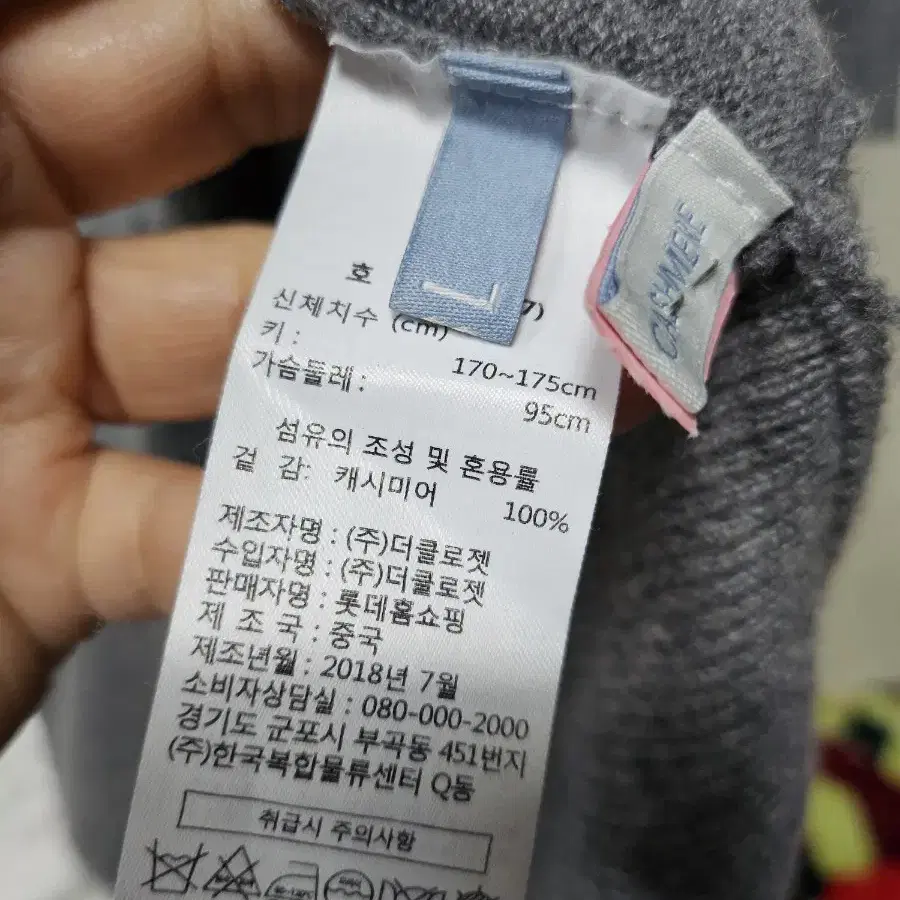 L
CASHMERE
호 7)
신체치수 (cm)
키 : 170~175cm
가슴둘레 : 95cm
섬유의 조성 및 혼용률
겉 감: 캐시미어 100%
제조자명 : (주)더클로젯
수입자명 : (주)더클로젯
판매자명 : 롯데홈쇼핑
제 조 국 : 중국
제조년월 : 2018년 7월
소비자상담실 : 080-000-2000
경기도 군포시 부곡동 451번지
(주)한국복합물류센터 Q동
취급시 주의사항